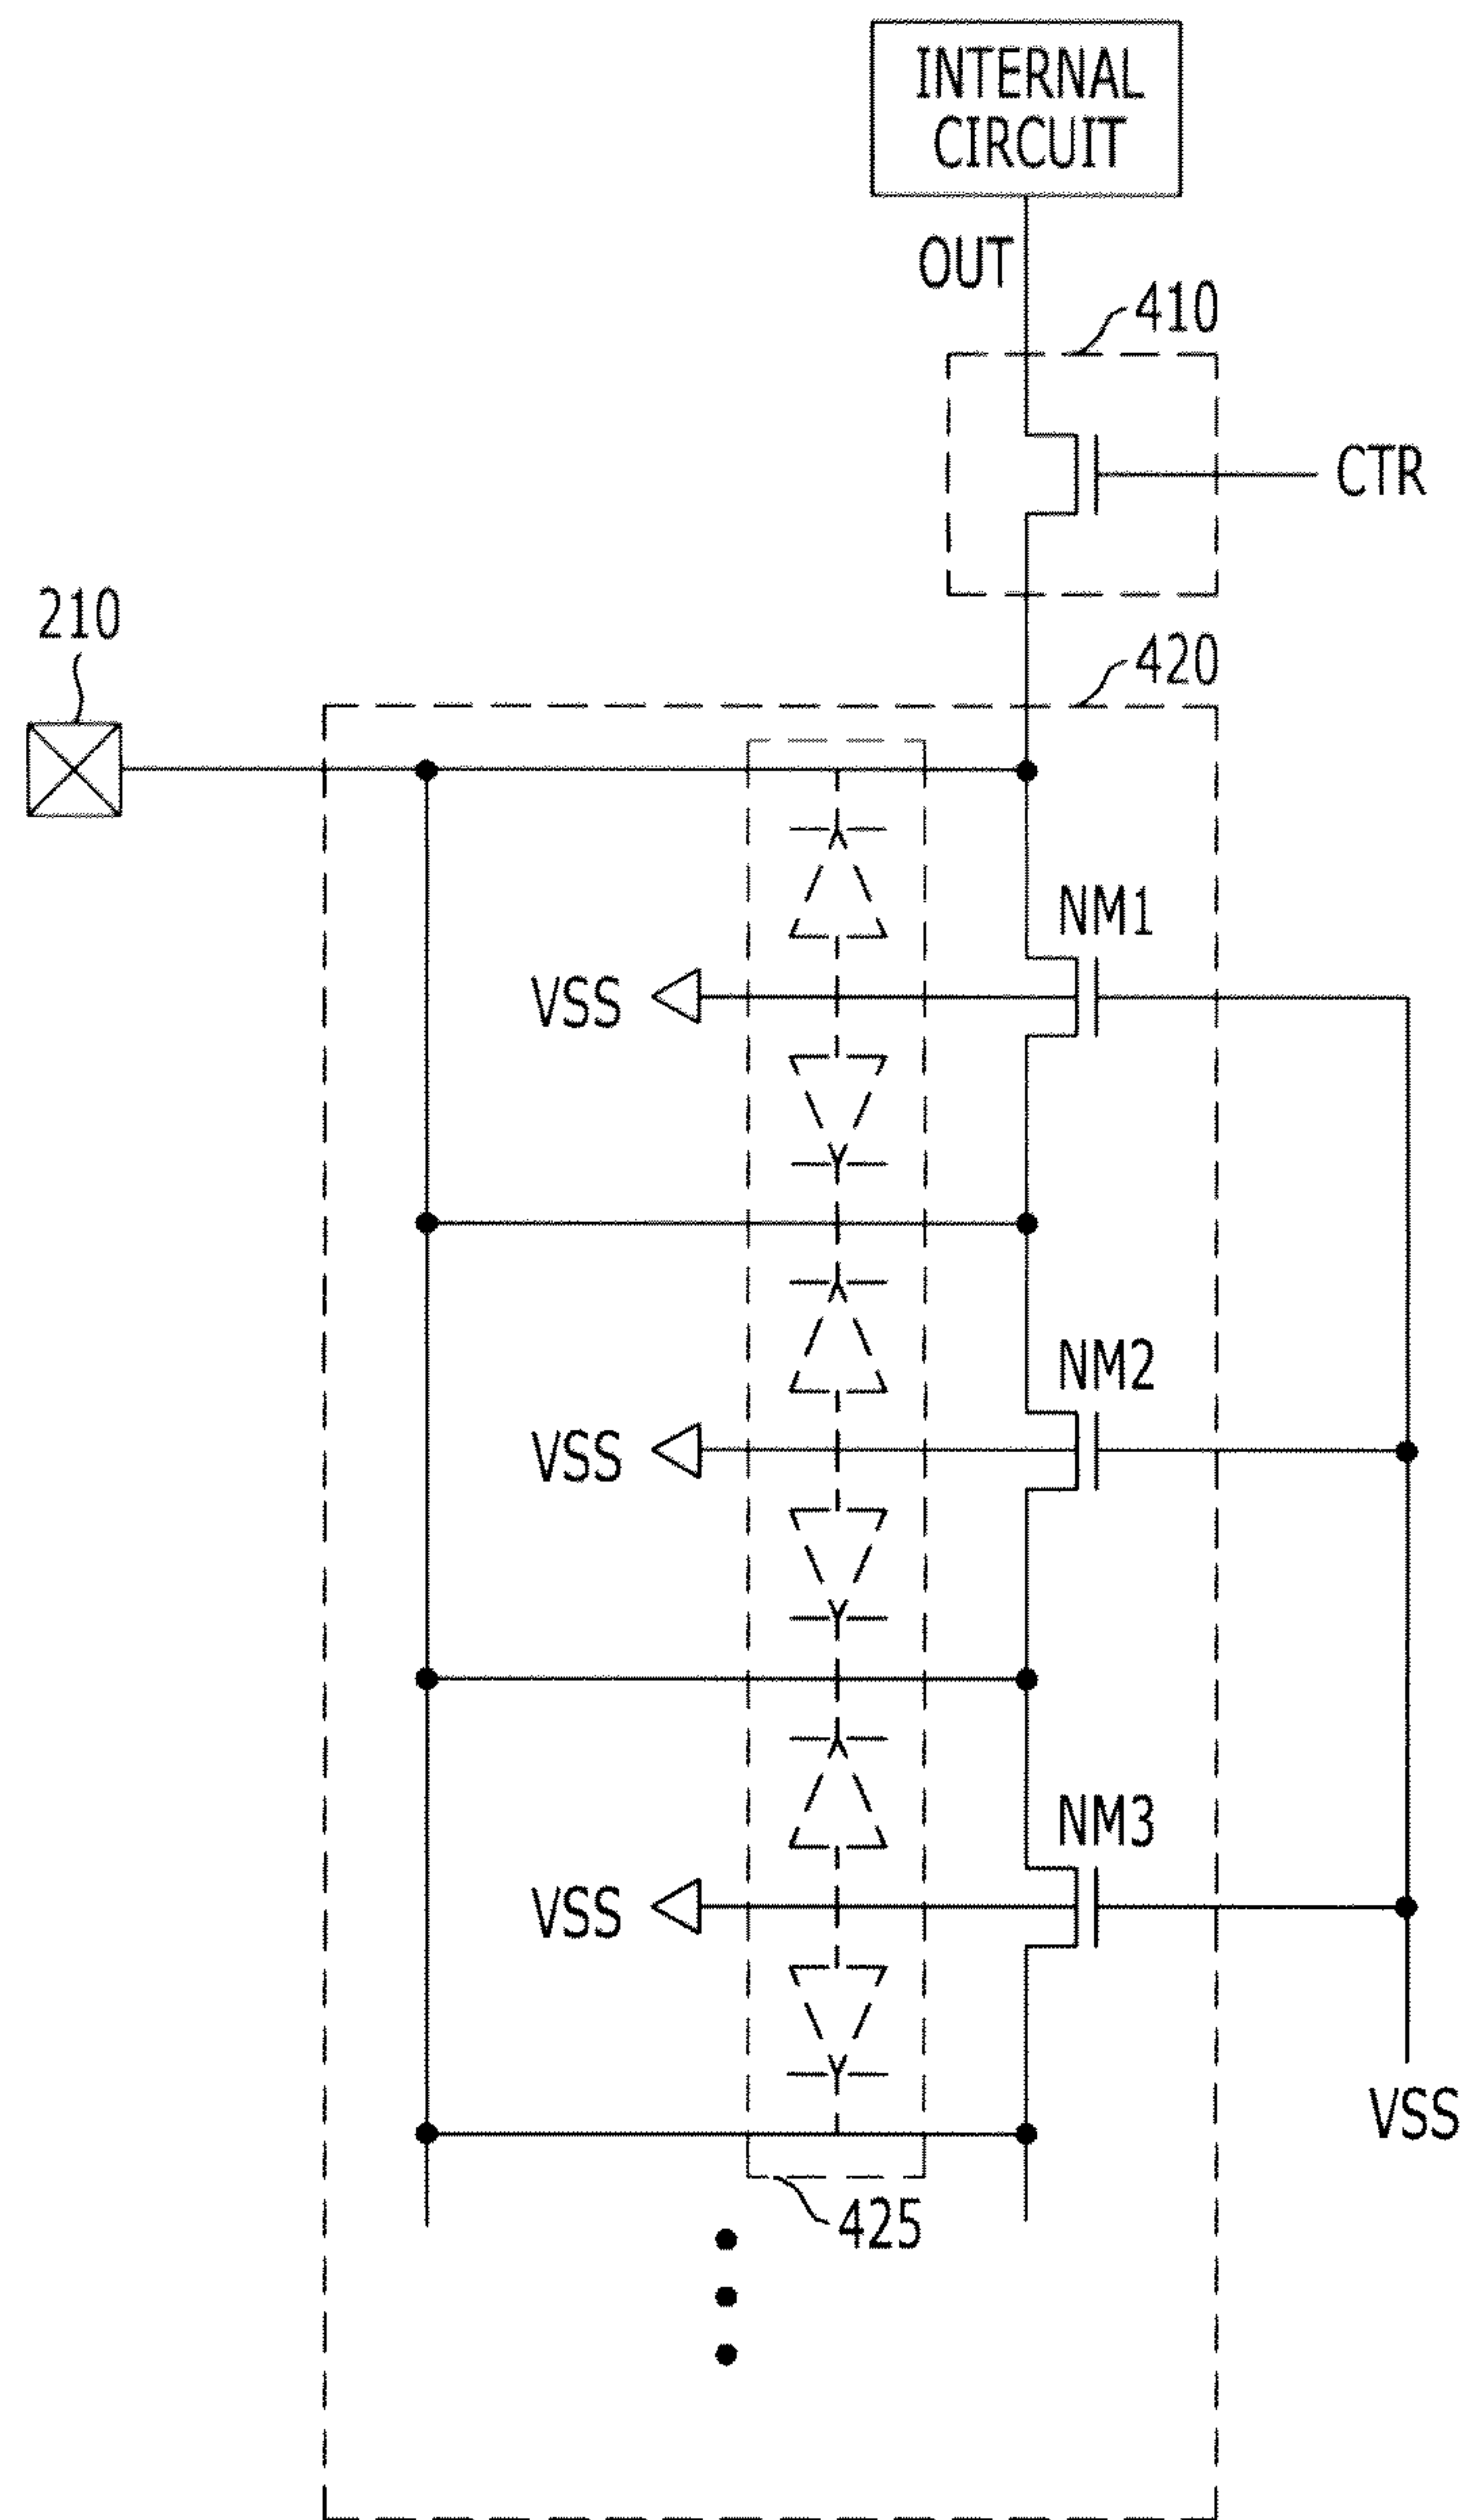 INTERNAL
CIRCUIT
OUT
410
CTR
210
420
NM1
VSS
NM2
VSS
NM3
VSS
VSS
425